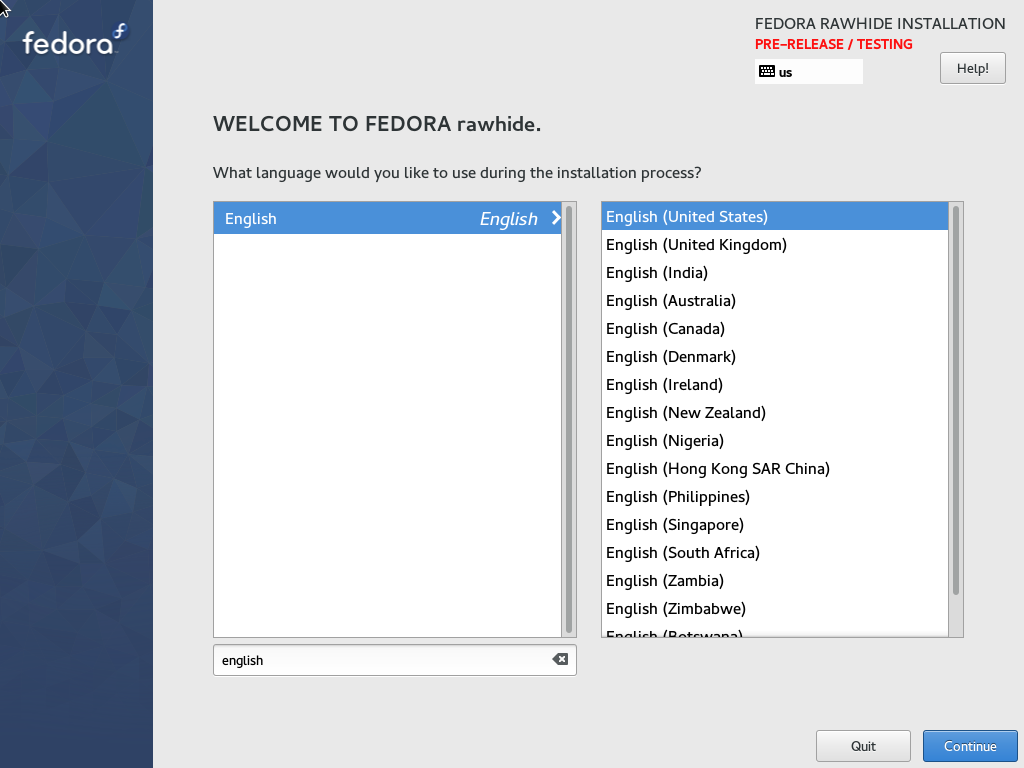 fedora
FEDORA RAWHIDE INSTALLATION
PRE-RELEASE / TESTING
us
Help!
WELCOME TO FEDORA rawhide.
What language would you like to use during the installation process?
English English
English (United States)
English (United Kingdom)
English (India)
English (Australia)
English (Canada)
English (Denmark)
English (Ireland)
English (New Zealand)
English (Nigeria)
English (Hong Kong SAR China)
English (Philippines)
English (Singapore)
English (South Africa)
English (Zambia)
English (Zimbabwe)
English (Botswana)
english
Quit
Continue